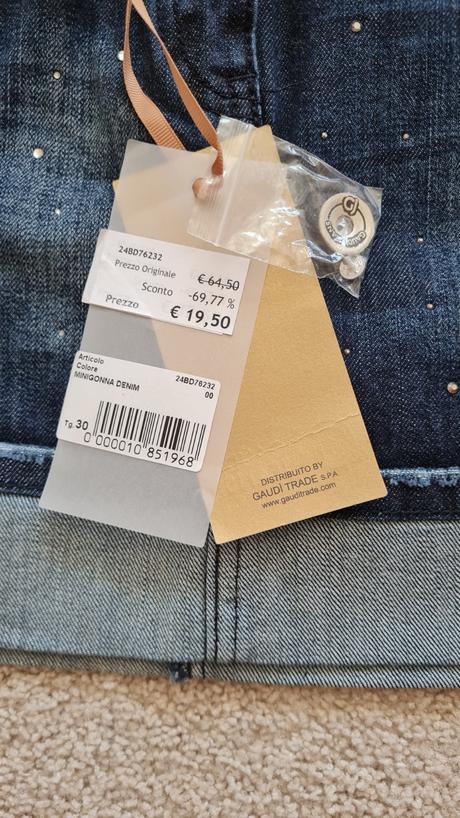 24BD76232
Prezzo Originale € 64,50
Sconto -69,77 %
Prezzo € 19,50
Articolo 24BD76232
Colore 00
MINIGONNA DENIM
Tg. 30
0 000010 851968
DISTRIBUITO BY
GAUDÌ TRADE S.P.A.
www.gauditrade.com
G
GAUDI